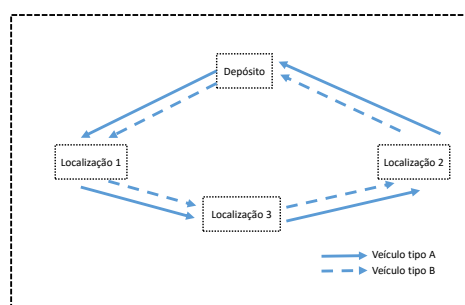 Depósito
Localização 1
Localização 2
Localização 3
Veículo tipo A
Veículo tipo B